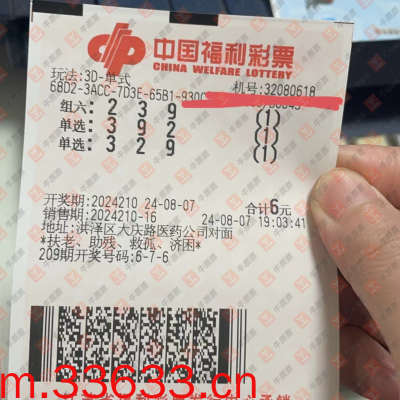 中国福利彩票
CHINA WELFARE LOTTERY
玩法:3D-单式 机号:32080618
68D2-3ACC-7D3E-65B1-930C
组六: 2 3 9 (1)
单选: 3 9 2 (1)
单选: 3 2 9 (1)
开奖期:2024210 24-08-07 合计6元
销售期:2024210-16 24-08-07 19:03:41
地址:洪泽区大庆路医药公司对面
*扶老、助残、救孤、济困*
209期开奖号码:6-7-6
m.33633.cn